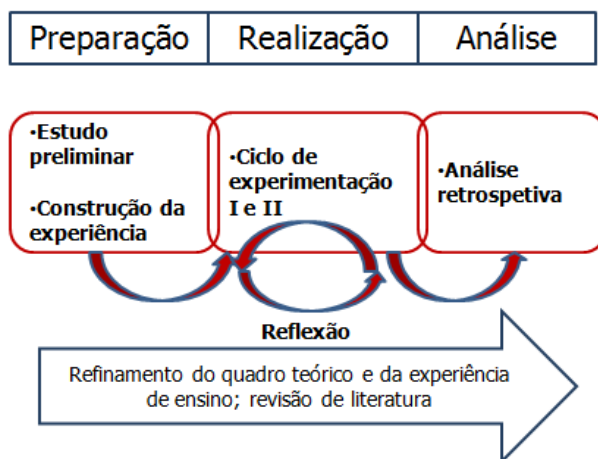 Preparação Realização Análise
•Estudo
preliminar
•Construção da
experiência
•Ciclo de
experimentação
I e II
•Análise
retrospetiva
Reflexão
Refinamento do quadro teórico e da experiência
de ensino; revisão de literatura